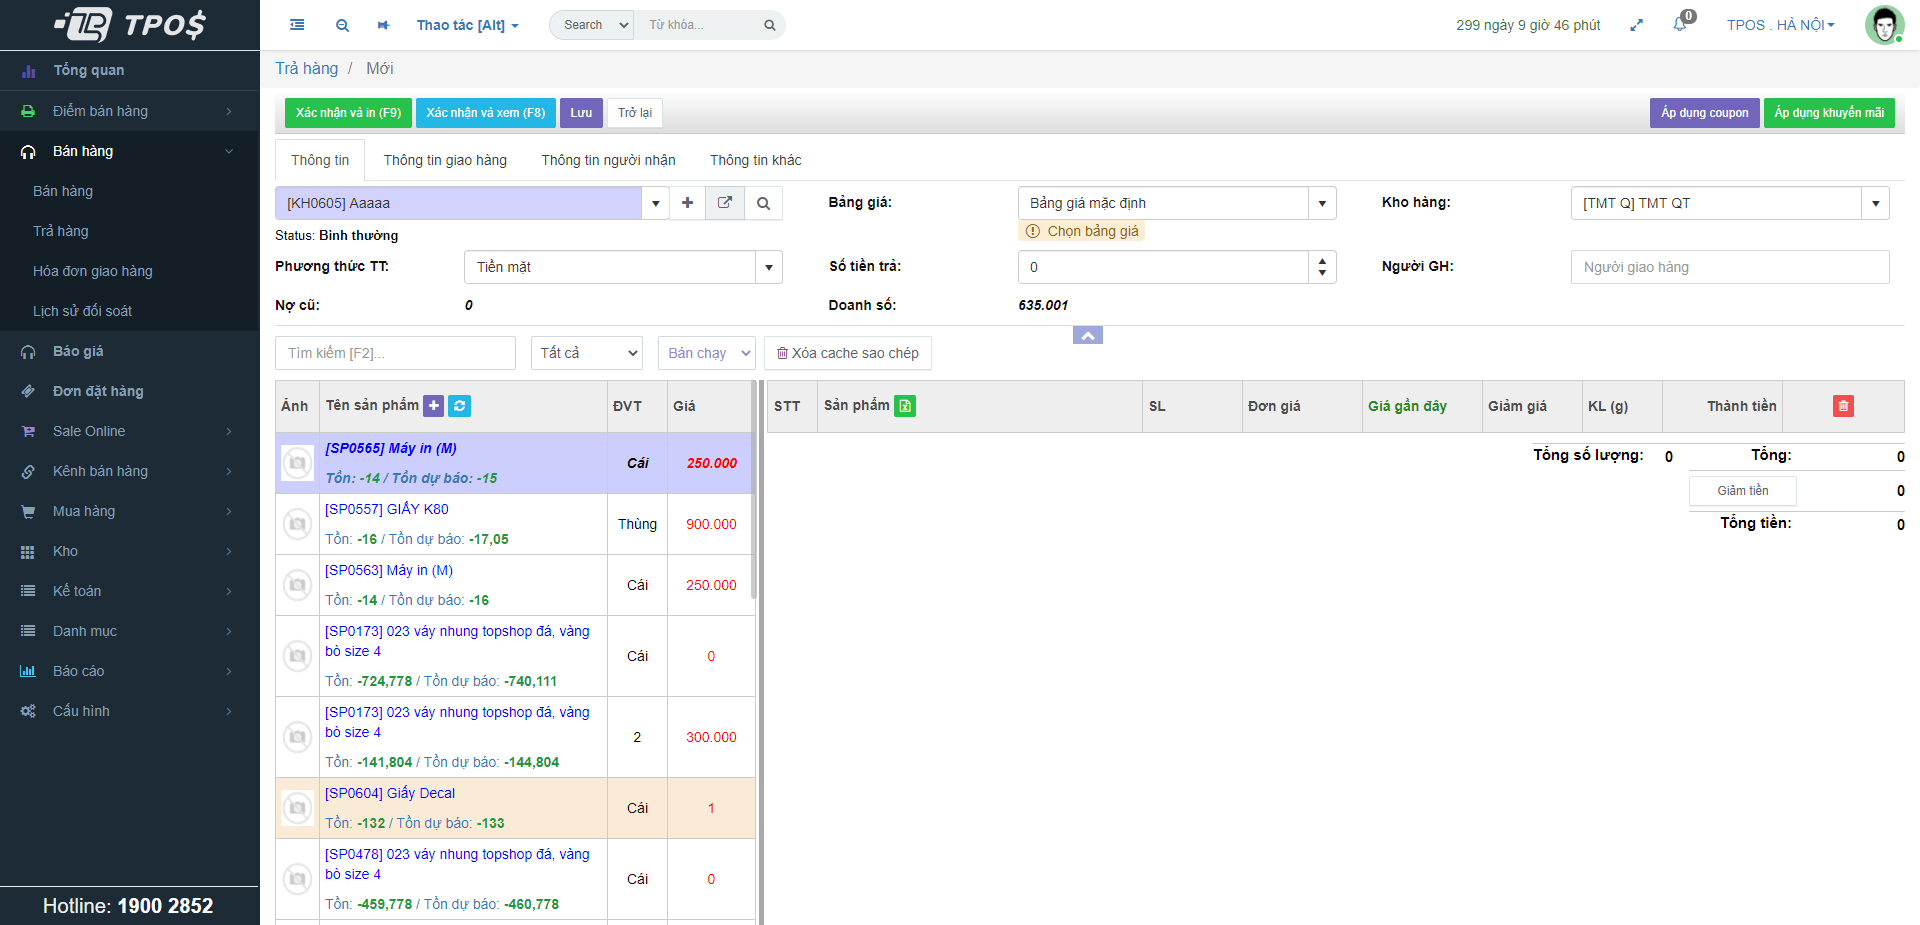 TPO$
Thao tác [Alt]
Search
Từ khóa...
299 ngày 9 giờ 46 phút
0
TPOS . HÀ NỘI
Tổng quan
Điểm bán hàng
Bán hàng
Bán hàng
Trả hàng
Hóa đơn giao hàng
Lịch sử đối soát
Báo giá
Đơn đặt hàng
Sale Online
Kênh bán hàng
Mua hàng
Kho
Kế toán
Danh mục
Báo cáo
Cấu hình
Hotline: 1900 2852
Trả hàng / Mới
Xác nhận và in (F9)
Xác nhận và xem (F8)
Lưu
Trở lại
Áp dụng coupon
Áp dụng khuyến mãi
Thông tin
Thông tin giao hàng
Thông tin người nhận
Thông tin khác
[KH0605] Aaaaa
Bảng giá:
Bảng giá mặc định
Kho hàng:
[TMT Q] TMT QT
Status: Bình thường
Chọn bảng giá
Phương thức TT:
Tiền mặt
Số tiền trả:
0
Người GH:
Người giao hàng
Nợ cũ:
0
Doanh số:
635.001
Tìm kiếm [F2]...
Tất cả
Bán chạy
Xóa cache sao chép
Ảnh
Tên sản phẩm
ĐVT
Giá
STT
Sản phẩm
SL
Đơn giá
Giá gần đây
Giảm giá
KL (g)
Thành tiền
[SP0565] Máy in (M)
Tồn: -14 / Tồn dự báo: -15
Cái
250.000
[SP0557] GIẤY K80
Tồn: -16 / Tồn dự báo: -17,05
Thùng
900.000
[SP0563] Máy in (M)
Tồn: -14 / Tồn dự báo: -16
Cái
250.000
[SP0173] 023 váy nhung topshop đá, vàng
bò size 4
Tồn: -724,778 / Tồn dự báo: -740,111
Cái
0
[SP0173] 023 váy nhung topshop đá, vàng
bò size 4
Tồn: -141,804 / Tồn dự báo: -144,804
2
300.000
[SP0604] Giấy Decal
Tồn: -132 / Tồn dự báo: -133
Cái
1
[SP0478] 023 váy nhung topshop đá, vàng
bò size 4
Tồn: -459,778 / Tồn dự báo: -460,778
Cái
0
Tổng số lượng: 0
Tổng: 0
Giảm tiền 0
Tổng tiền: 0